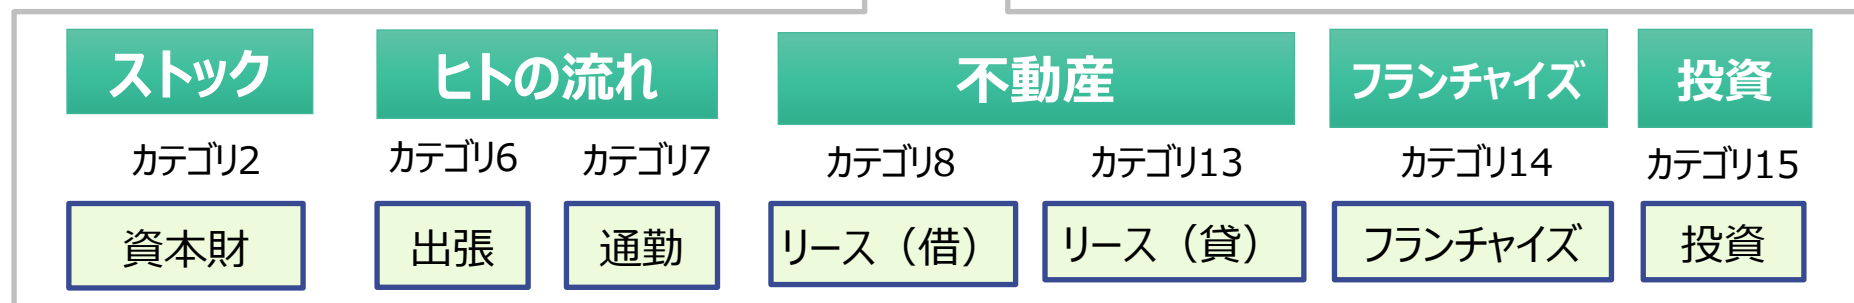 ストック
ヒトの流れ
不動産
フランチャイズ
投資
カテゴリ2
カテゴリ6
カテゴリ7
カテゴリ8
カテゴリ13
カテゴリ14
カテゴリ15
資本財
出張
通勤
リース（借）
リース（貸）
フランチャイズ
投資